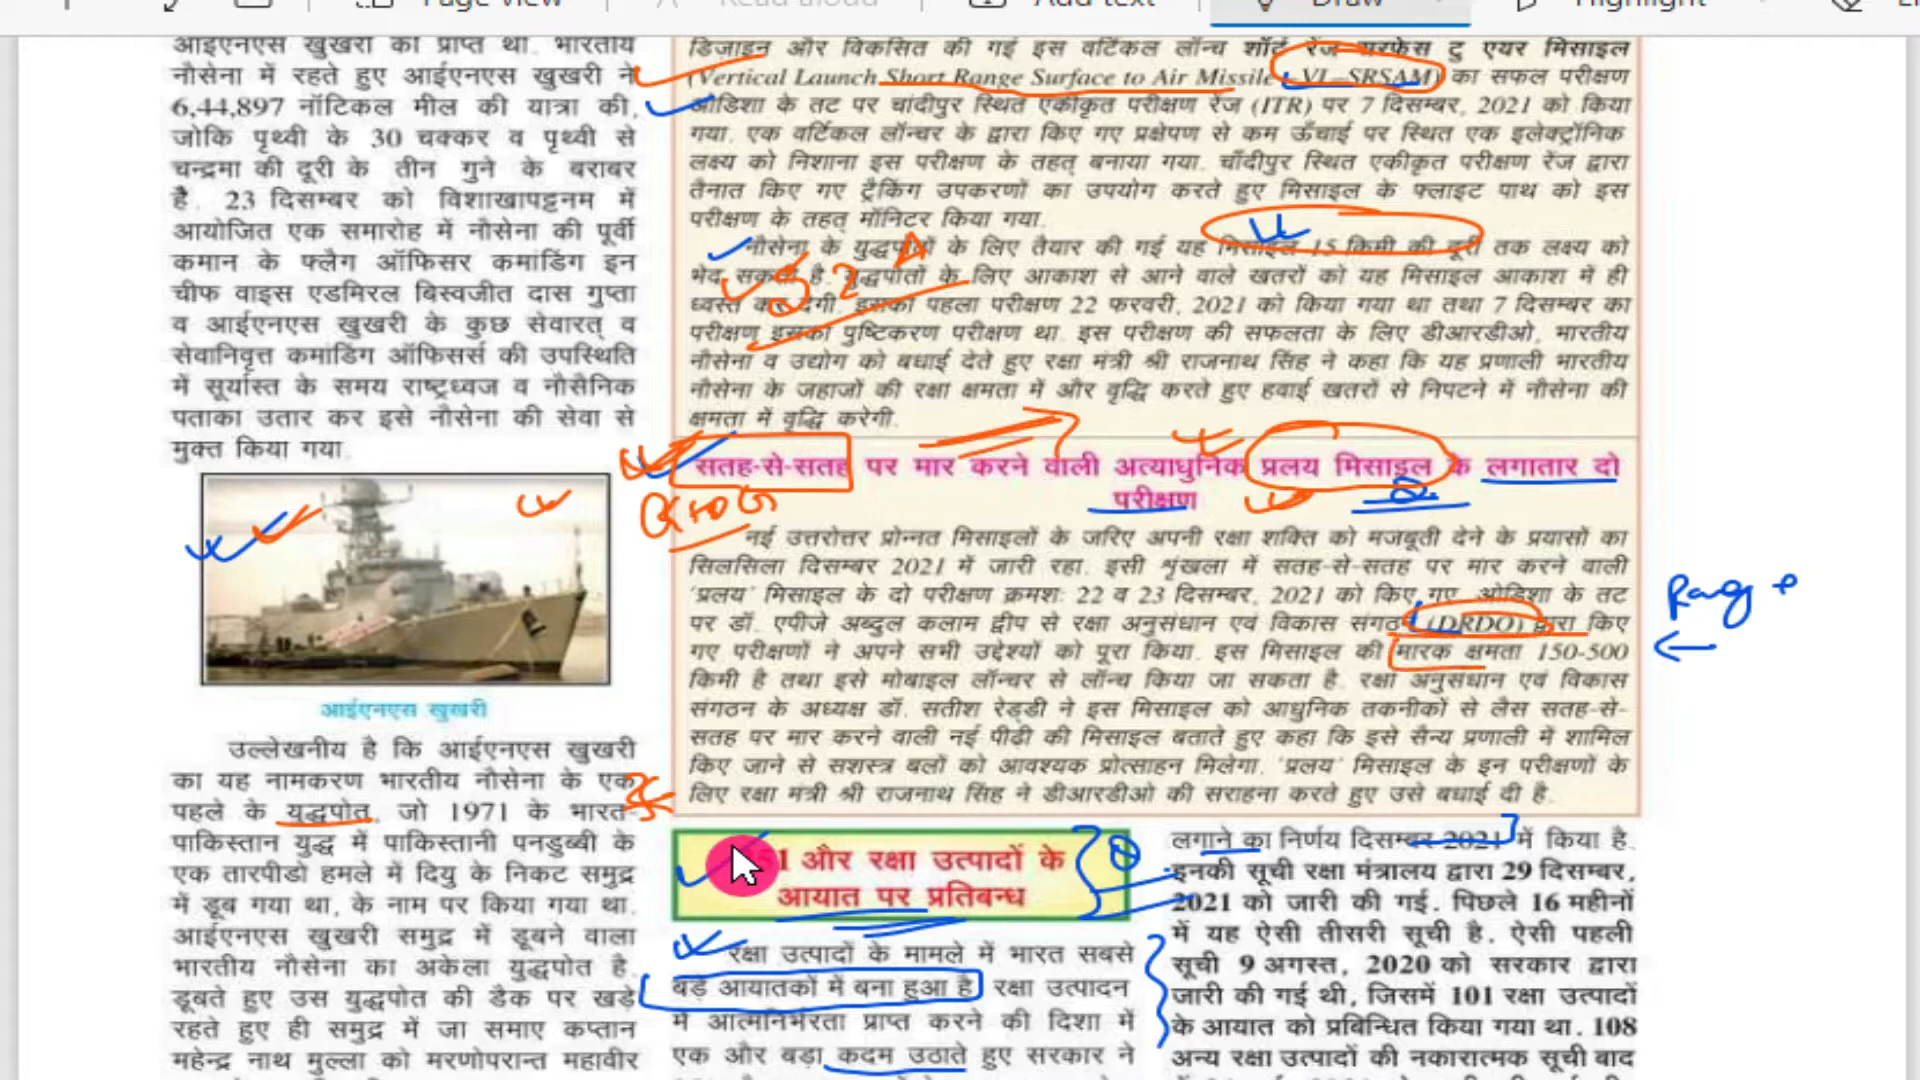 Page view
Read aloud
Add text
Draw
Highlight
आईएनएस खुखरी को प्राप्त था. भारतीय
नौसेना में रहते हुए आईएनएस खुखरी ने
6,44,897 नॉटिकल मील की यात्रा की,
जोकि पृथ्वी के 30 चक्कर व पृथ्वी से
चन्द्रमा की दूरी के तीन गुने के बराबर
है. 23 दिसम्बर को विशाखापट्टनम में
आयोजित एक समारोह में नौसेना की पूर्वी
कमान के फ्लैग ऑफिसर कमांडिंग इन
चीफ वाइस एडमिरल बिस्वजीत दास गुप्ता
व आईएनएस खुखरी के कुछ सेवारत् व
सेवानिवृत्त कमांडिंग ऑफिसर्स की उपस्थिति
में सूर्यास्त के समय राष्ट्रध्वज व नौसैनिक
पताका उतार कर इसे नौसेना की सेवा से
मुक्त किया गया.
आईएनएस खुखरी
उल्लेखनीय है कि आईएनएस खुखरी
का यह नामकरण भारतीय नौसेना के एक
पहले के युद्धपोत, जो 1971 के भारत-
पाकिस्तान युद्ध में पाकिस्तानी पनडुब्बी के
एक तारपीडो हमले में दियु के निकट समुद्र
में डूब गया था, के नाम पर किया गया था.
आईएनएस खुखरी समुद्र में डूबने वाला
भारतीय नौसेना का अकेला युद्धपोत है.
डूबते हुए उस युद्धपोत की डैक पर खड़े
रहते हुए ही समुद्र में जा समाए कप्तान
महेन्द्र नाथ मुल्ला को मरणोपरान्त महावीर
डिज़ाइन और विकसित की गई इस वर्टिकल लॉन्च शॉर्ट रेंज सरफेस टु एयर मिसाइल
(Vertical Launch Short Range Surface to Air Missile–VL–SRSAM) का सफल परीक्षण
ओडिशा के तट पर चांदीपुर स्थित एकीकृत परीक्षण रेंज (ITR) पर 7 दिसम्बर, 2021 को किया
गया. एक वर्टिकल लॉन्चर के द्वारा किए गए प्रक्षेपण से कम ऊँचाई पर स्थित एक इलेक्ट्रॉनिक
लक्ष्य को निशाना इस परीक्षण के तहत् बनाया गया. चाँदीपुर स्थित एकीकृत परीक्षण रेंज द्वारा
तैनात किए गए ट्रैकिंग उपकरणों का उपयोग करते हुए मिसाइल के फ्लाइट पाथ को इस
परीक्षण के तहत् मॉनिटर किया गया.
नौसेना के युद्धपोतों के लिए तैयार की गई यह मिसाइल 15 किमी की दूरी तक लक्ष्य को
भेद सकती है. युद्धपोतों के लिए आकाश से आने वाले खतरों को यह मिसाइल आकाश में ही
ध्वस्त कर देगी. इसका पहला परीक्षण 22 फरवरी, 2021 को किया गया था तथा 7 दिसम्बर का
परीक्षण इसका पुष्टिकरण परीक्षण था. इस परीक्षण की सफलता के लिए डीआरडीओ, भारतीय
नौसेना व उद्योग को बधाई देते हुए रक्षा मंत्री श्री राजनाथ सिंह ने कहा कि यह प्रणाली भारतीय
नौसेना के जहाजों की रक्षा क्षमता में और वृद्धि करते हुए हवाई खतरों से निपटने में नौसेना की
क्षमता में वृद्धि करेगी.
S2A
सतह-से-सतह पर मार करने वाली अत्याधुनिक प्रलय मिसाइल के लगातार दो
परीक्षण
नई उत्तरोत्तर प्रोन्नत मिसाइलों के जरिए अपनी रक्षा शक्ति को मजबूती देने के प्रयासों का
सिलसिला दिसम्बर 2021 में जारी रहा. इसी शृंखला में सतह-से-सतह पर मार करने वाली
'प्रलय' मिसाइल के दो परीक्षण क्रमशः 22 व 23 दिसम्बर, 2021 को किए गए. ओडिशा के तट
पर डॉ. एपीजे अब्दुल कलाम द्वीप से रक्षा अनुसंधान एवं विकास संगठन (DRDO) द्वारा किए
गए परीक्षणों ने अपने सभी उद्देश्यों को पूरा किया. इस मिसाइल की मारक क्षमता 150-500
किमी है तथा इसे मोबाइल लॉन्चर से लॉन्च किया जा सकता है. रक्षा अनुसंधान एवं विकास
संगठन के अध्यक्ष डॉ. सतीश रेड्डी ने इस मिसाइल को आधुनिक तकनीकों से लैस सतह-से-
सतह पर मार करने वाली नई पीढ़ी की मिसाइल बताते हुए कहा कि इसे सैन्य प्रणाली में शामिल
किए जाने से सशस्त्र बलों को आवश्यक प्रोत्साहन मिलेगा. 'प्रलय' मिसाइल के इन परीक्षणों के
लिए रक्षा मंत्री श्री राजनाथ सिंह ने डीआरडीओ की सराहना करते हुए उसे बधाई दी है.
51 और रक्षा उत्पादों के
आयात पर प्रतिबन्ध
रक्षा उत्पादों के मामले में भारत सबसे
बड़े आयातकों में बना हुआ है. रक्षा उत्पादन
में आत्मनिर्भरता प्राप्त करने की दिशा में
एक और बड़ा कदम उठाते हुए सरकार ने
लगाने का निर्णय दिसम्बर 2021 में किया है.
इनकी सूची रक्षा मंत्रालय द्वारा 29 दिसम्बर,
2021 को जारी की गई. पिछले 16 महीनों
में यह ऐसी तीसरी सूची है. ऐसी पहली
सूची 9 अगस्त, 2020 को सरकार द्वारा
जारी की गई थी, जिसमें 101 रक्षा उत्पादों
के आयात को प्रबिन्धित किया गया था. 108
अन्य रक्षा उत्पादों की नकारात्मक सूची बाद